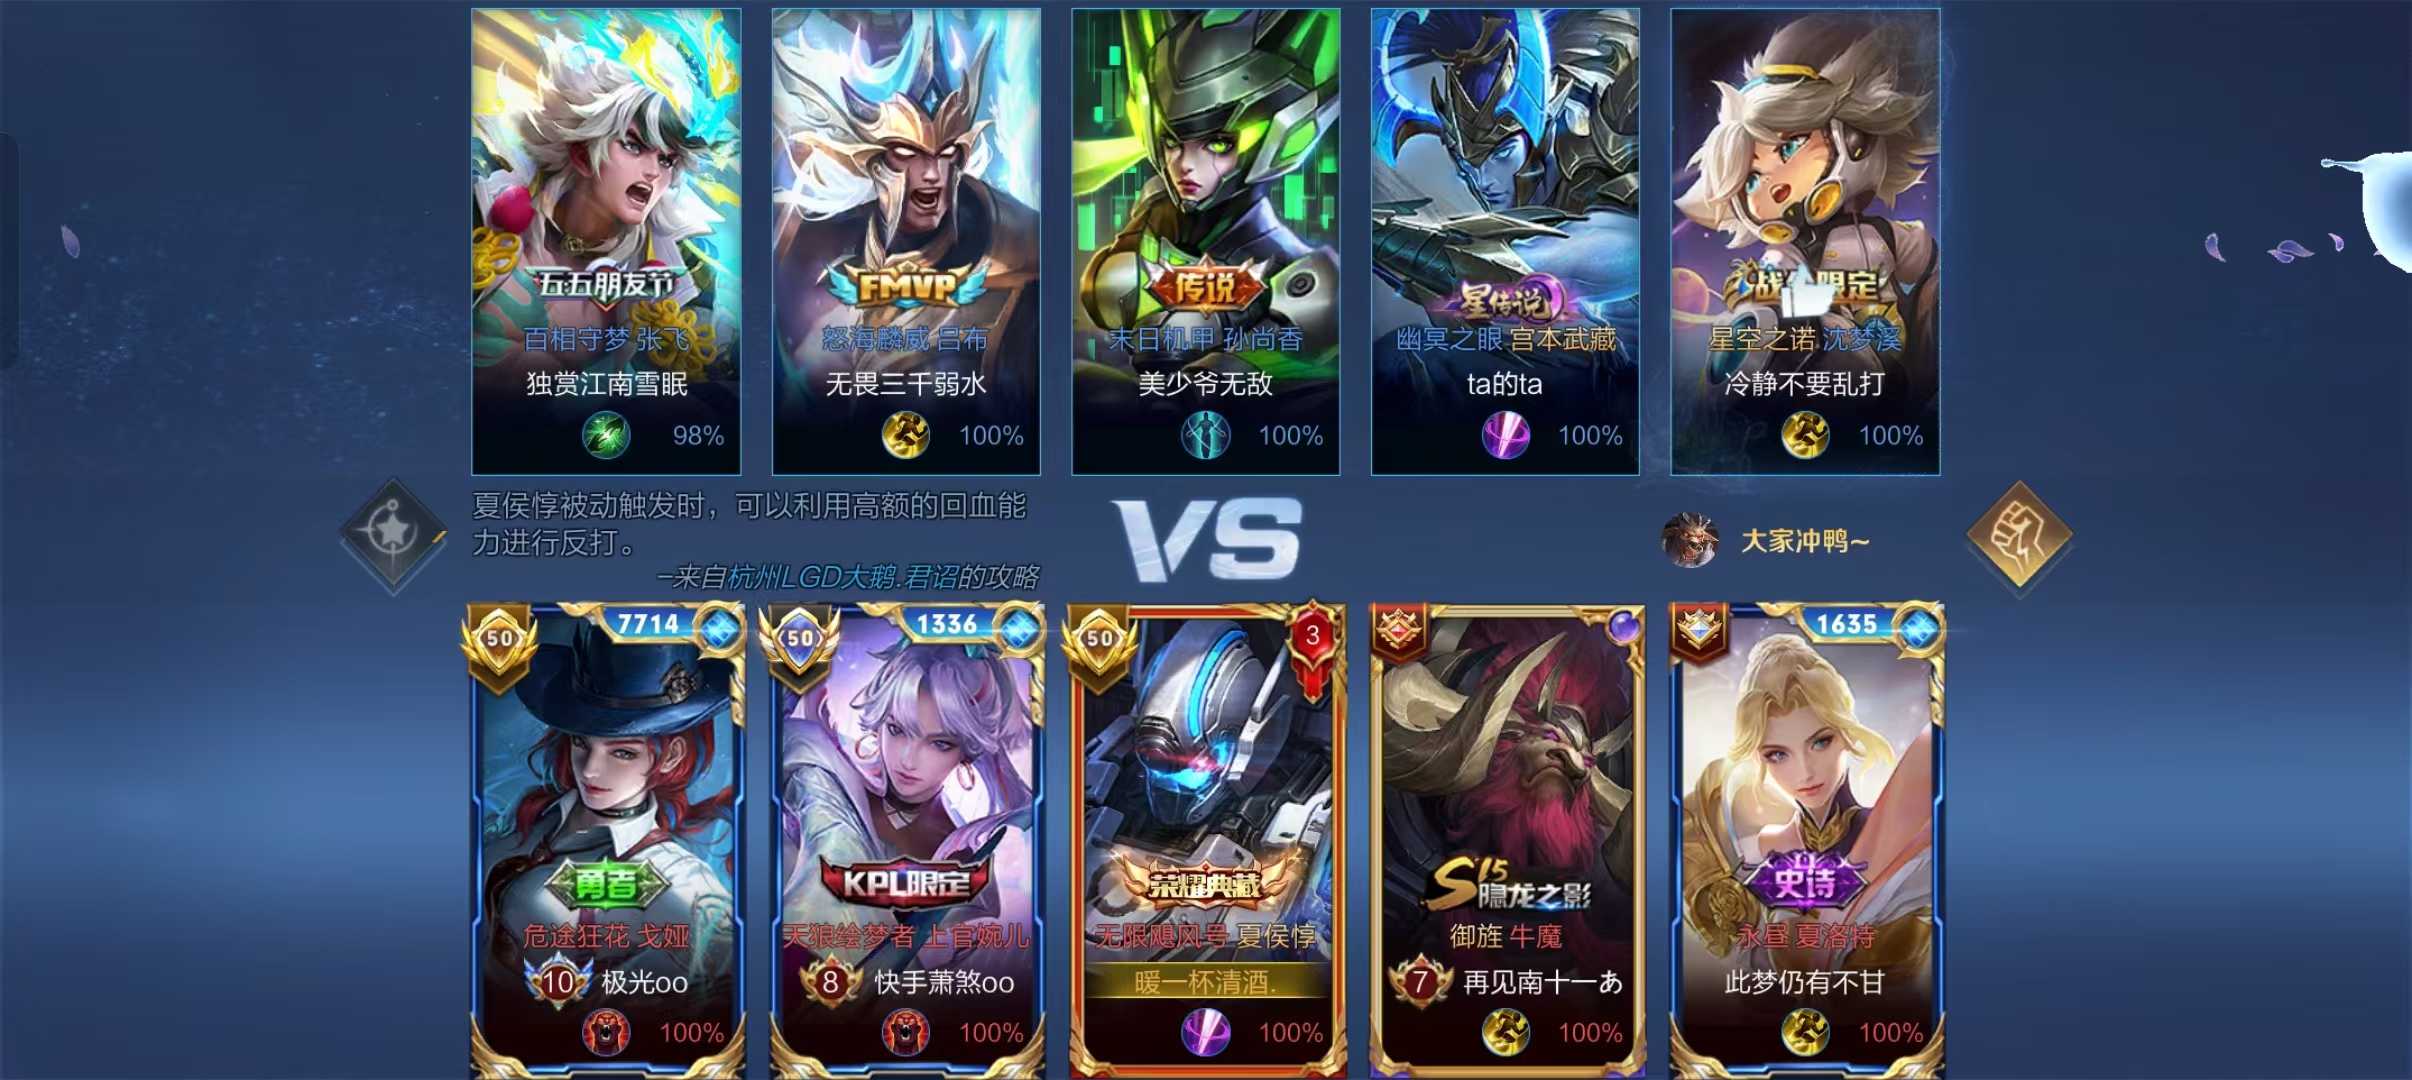 五五朋友节
百相守梦 张飞
独赏江南雪眠
98%
FMVP
怒海麟威 吕布
无畏三千弱水
100%
传说
末日机甲 孙尚香
美少爷无敌
100%
星传说
幽冥之眼 宫本武藏
ta的ta
100%
限定
星空之诺 沈梦溪
冷静不要乱打
100%
夏侯惇被动触发时，可以利用高额的回血能
力进行反打。
–来自杭州LGD大鹅.君诏的攻略
VS
大家冲鸭~
50
7714
勇者
危途狂花 戈娅
10 极光oo
100%
50
1336
KPL限定
天狼绘梦者 上官婉儿
8 快手萧煞oo
100%
50
3
荣耀典藏
无限飓风号 夏侯惇
暖一杯清酒.
100%
S15
隐龙之影
御旌 牛魔
7 再见南十一あ
100%
1635
史诗
永昼 夏洛特
此梦仍有不甘
100%